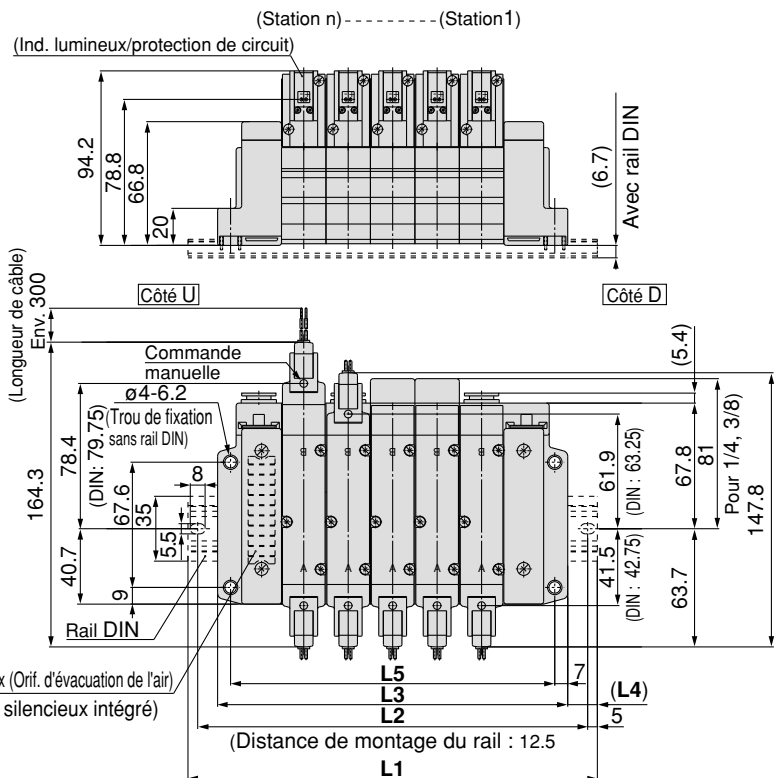 (Station n)--------(Station1)
(Ind. lumineux/protection de circuit)
94.2
78.8
66.8
20
(6.7)
Avec rail DIN
Côté U
Côté D
(Longueur de câble)
Env. 300
Commande
manuelle
ø4-6.2
(Trou de fixation
sans rail DIN)
164.3
78.4
(DIN: 79.75)
67.6
40.7
9
8
35
5.5
B
B
B
B
B
A
A
A
A
A
(5.4)
61.9
(DIN : 63.25)
67.8
81
Pour 1/4, 3/8)
147.8
41.5
(DIN : 42.75)
63.7
Rail DIN
x (Orif. d'évacuation de l'air)
silencieux intégré)
L5
7
L3
(L4)
L2
5
(Distance de montage du rail : 12.5
L1